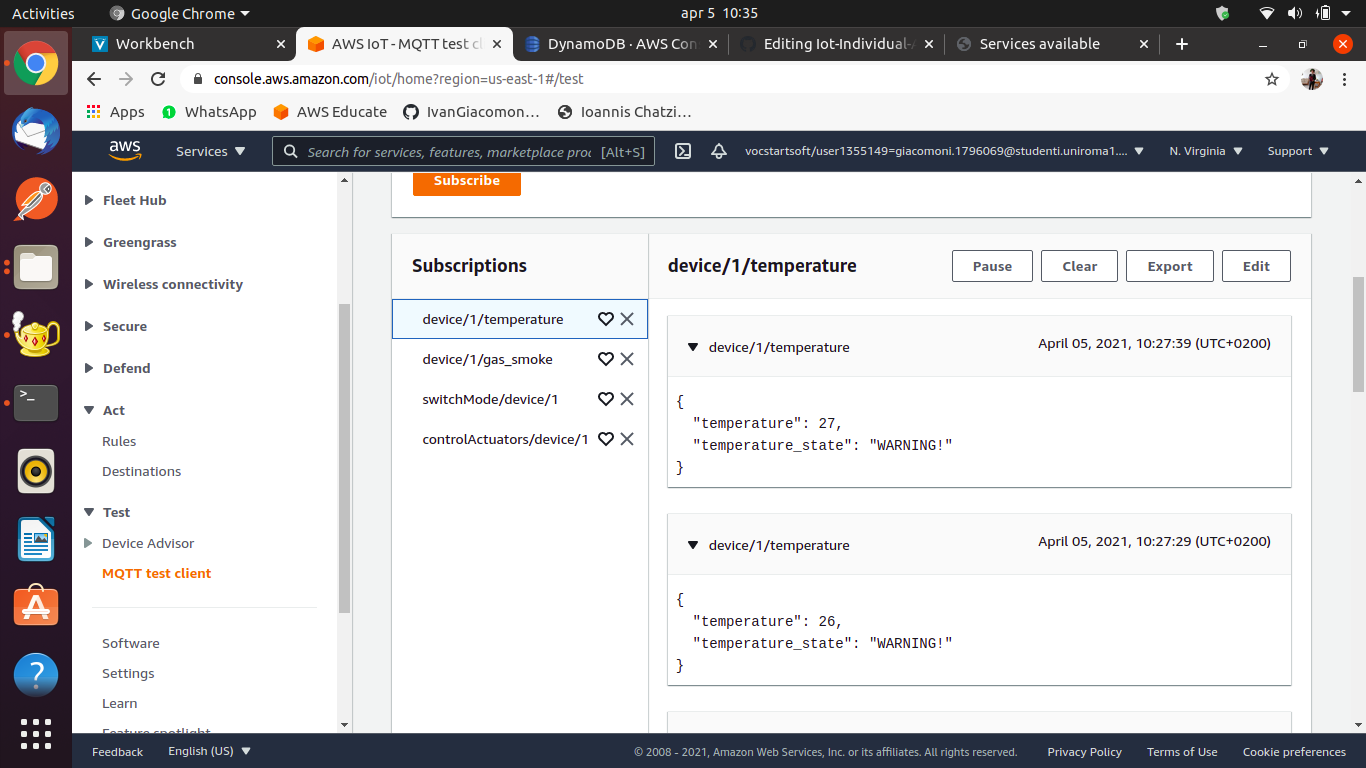 Activities
Google Chrome
apr 5 10:35
Workbench
AWS IoT - MQTT test cl
DynamoDB · AWS Con
Editing Iot-Individual-
Services available
console.aws.amazon.com/iot/home?region=us-east-1#/test
Apps
WhatsApp
AWS Educate
IvanGiacomon...
Ioannis Chatzi...
aws
Services
Search for services, features, marketplace pro [Alt+S]
vocstartsoft/user1355149=giacomoni.1796069@studenti.uniroma1....
N. Virginia
Support
Fleet Hub
Greengrass
Wireless connectivity
Secure
Defend
Act
Rules
Destinations
Test
Device Advisor
MQTT test client
Software
Settings
Learn
Feature spotlight
Subscribe
Subscriptions
device/1/temperature
device/1/gas_smoke
switchMode/device/1
controlActuators/device/1
device/1/temperature
Pause
Clear
Export
Edit
device/1/temperature
April 05, 2021, 10:27:39 (UTC+0200)
{
"temperature": 27,
"temperature_state": "WARNING!"
}
device/1/temperature
April 05, 2021, 10:27:29 (UTC+0200)
{
"temperature": 26,
"temperature_state": "WARNING!"
}
Feedback
English (US)
© 2008 - 2021, Amazon Web Services, Inc. or its affiliates. All rights reserved.
Privacy Policy
Terms of Use
Cookie preferences